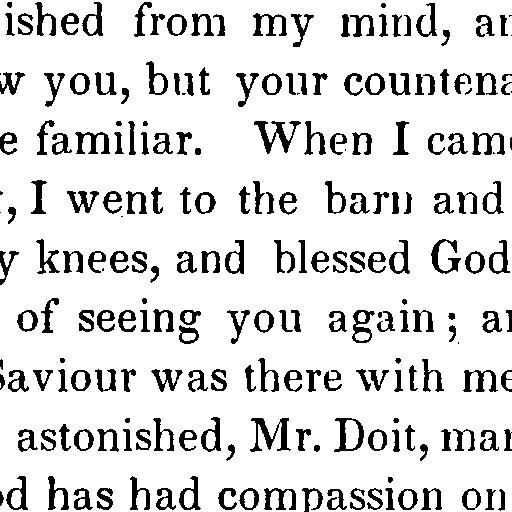 ished from my mind, an
w you, but your countena
e familiar. When I came
, I went to the barn and
y knees, and blessed God
of seeing you again; an
Saviour was there with me
astonished, Mr. Doit, mar
od has had compassion on